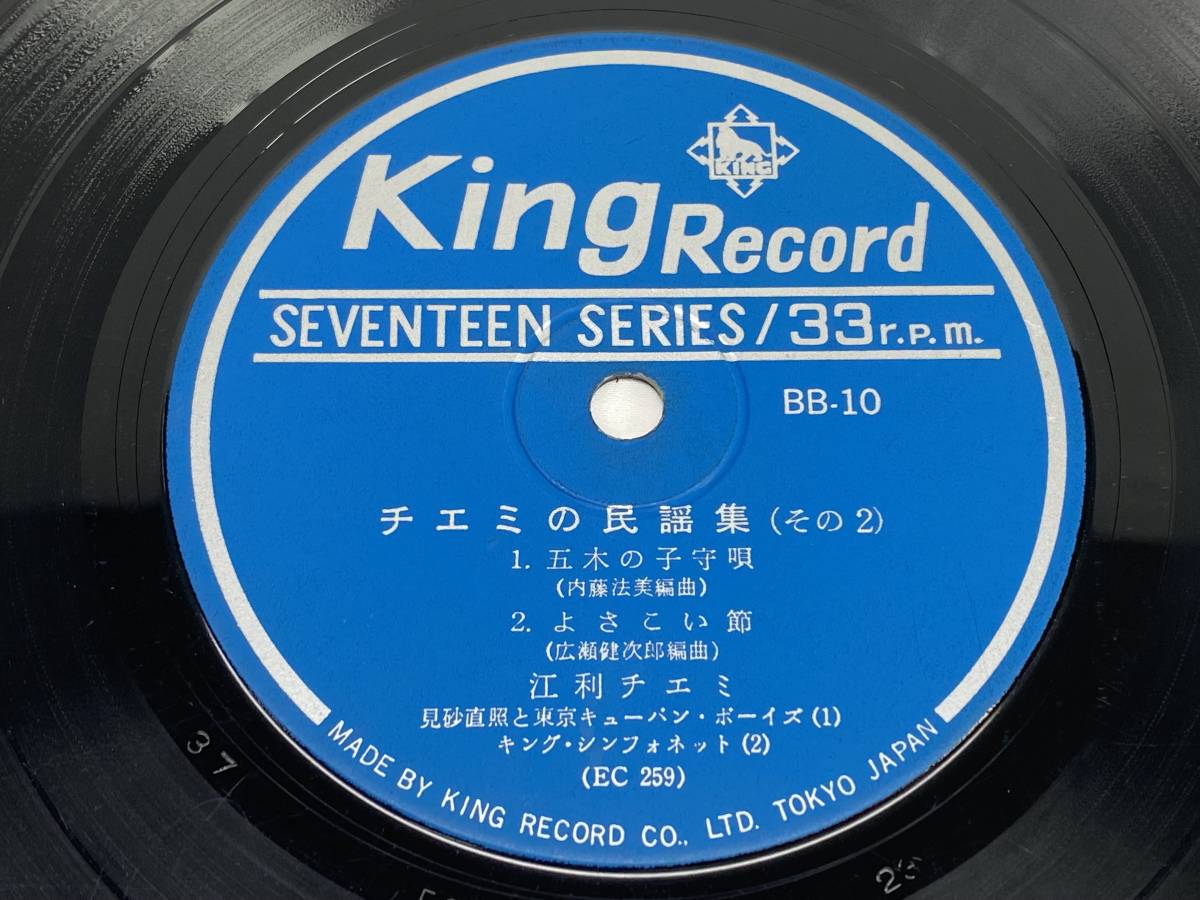 KING
King Record
SEVENTEEN SERIES/33 r.p.m.
BB-10
チエミの民謡集(その2)
1. 五木の子守唄
(内藤法美編曲)
2. よさこい節
(広瀬健次郎編曲)
江利チエミ
見砂直照と東京キューバン・ボーイズ(1)
キング・シンフォネット(2)
(EC 259)
MADE BY KING RECORD CO., LTD. TOKYO JAPAN
37